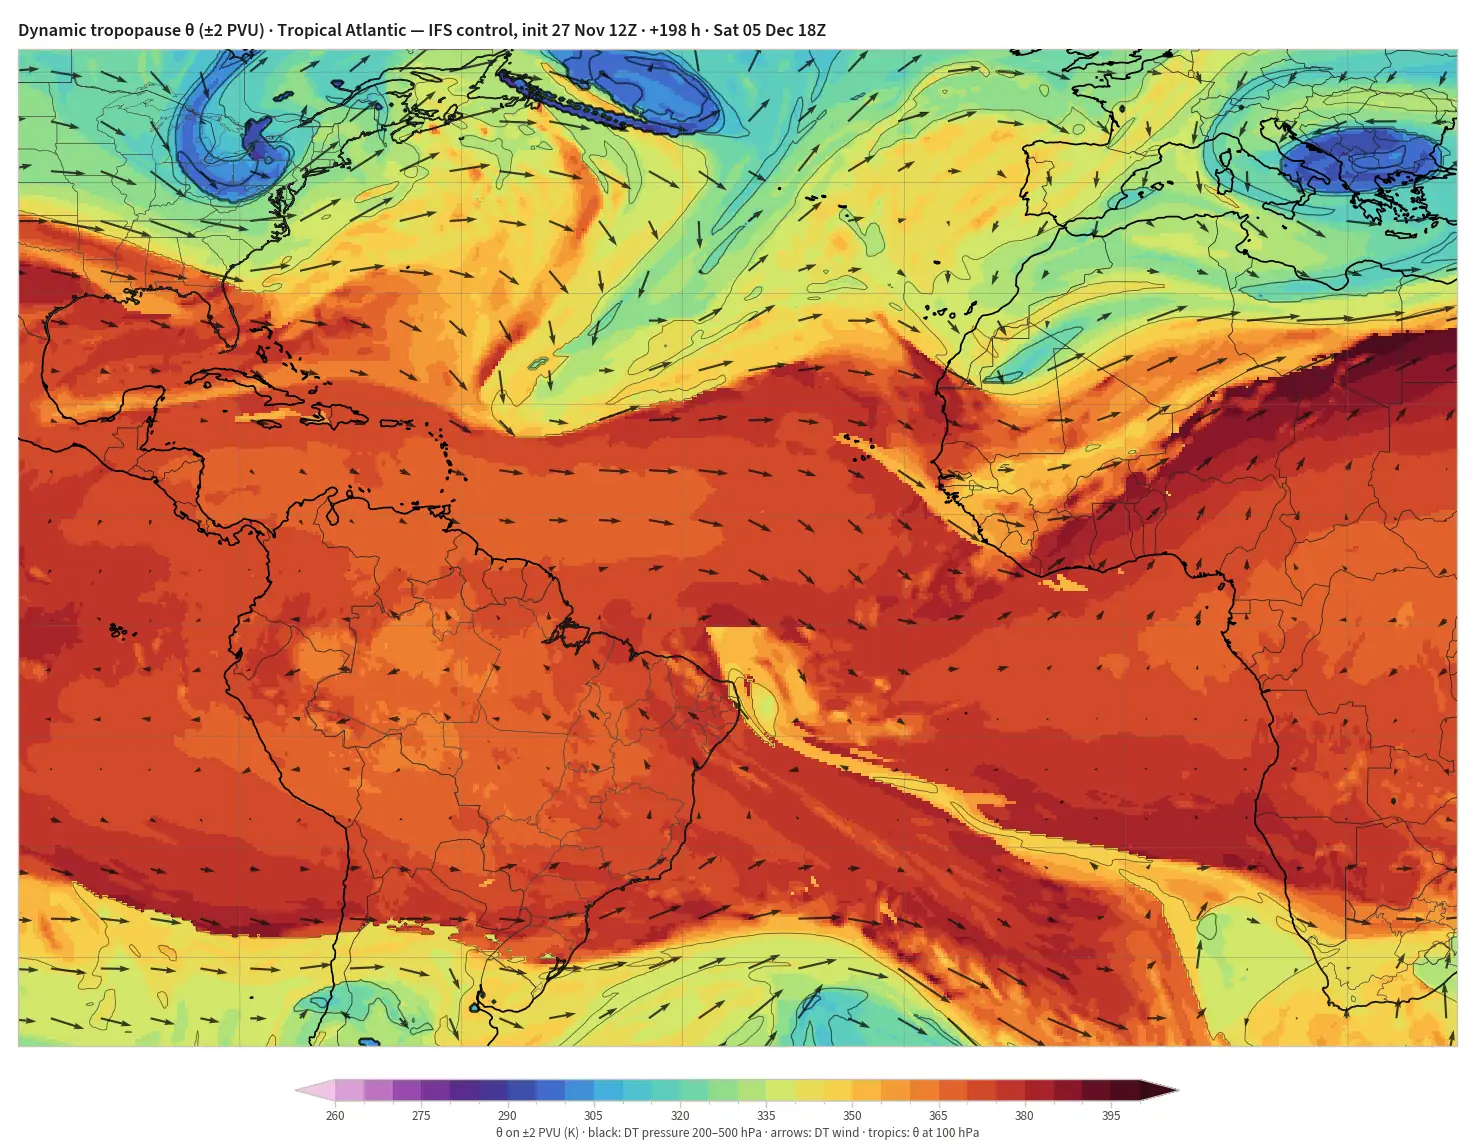 Dynamic tropopause θ (±2 PVU) · Tropical Atlantic — IFS control, init 27 Nov 12Z · +198 h · Sat 05 Dec 18Z
260 275 290 305 320 335 350 365 380 395
θ on ±2 PVU (K) · black: DT pressure 200–500 hPa · arrows: DT wind · tropics: θ at 100 hPa